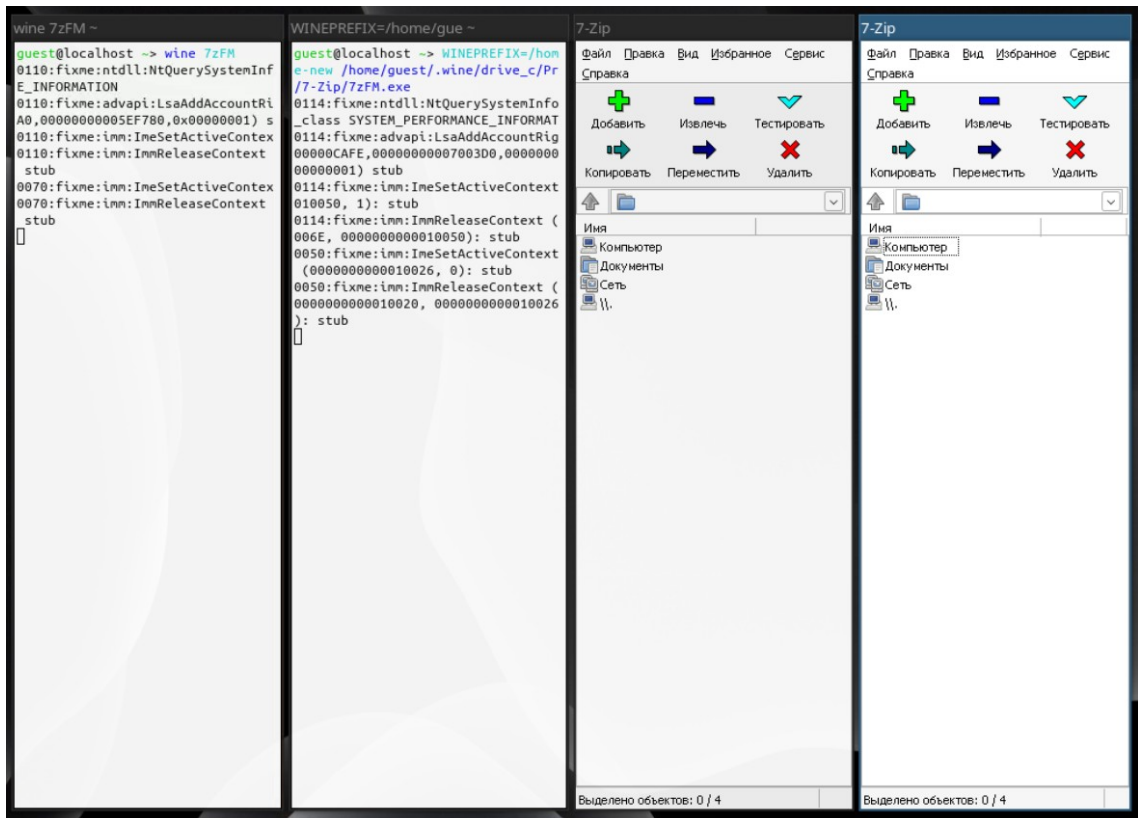 wine 7zFM ~
guest@localhost ~> wine 7zFM
0110:fixme:ntdll:NtQuerySystemInf
E_INFORMATION
0110:fixme:advapi:LsaAddAccountRi
A0,00000000005EF780,0x00000001) s
0110:fixme:imm:ImeSetActiveContex
0110:fixme:imm:ImmReleaseContext
stub
0070:fixme:imm:ImeSetActiveContex
0070:fixme:imm:ImmReleaseContext
stub
WINEPREFIX=/home/gue ~
guest@localhost ~> WINEPREFIX=/hom
e-new /home/guest/.wine/drive_c/Pr
/7-Zip/7zFM.exe
0114:fixme:ntdll:NtQuerySystemInfo
_class SYSTEM_PERFORMANCE_INFORMAT
0114:fixme:advapi:LsaAddAccountRig
00000CAFE,00000000007003D0,0000000
00000001) stub
0114:fixme:imm:ImeSetActiveContext
010050, 1): stub
0114:fixme:imm:ImmReleaseContext (
006E, 0000000000010050): stub
0050:fixme:imm:ImeSetActiveContext
(0000000000010026, 0): stub
0050:fixme:imm:ImmReleaseContext (
0000000000010020, 0000000000010026
): stub
7-Zip
Файл Правка Вид Избранное Сервис
Справка
Добавить Извлечь Тестировать
Копировать Переместить Удалить
Имя
Компьютер
Документы
Сеть
\\.
Выделено объектов: 0 / 4
7-Zip
Файл Правка Вид Избранное Сервис
Справка
Добавить Извлечь Тестировать
Копировать Переместить Удалить
Имя
Компьютер
Документы
Сеть
\\.
Выделено объектов: 0 / 4